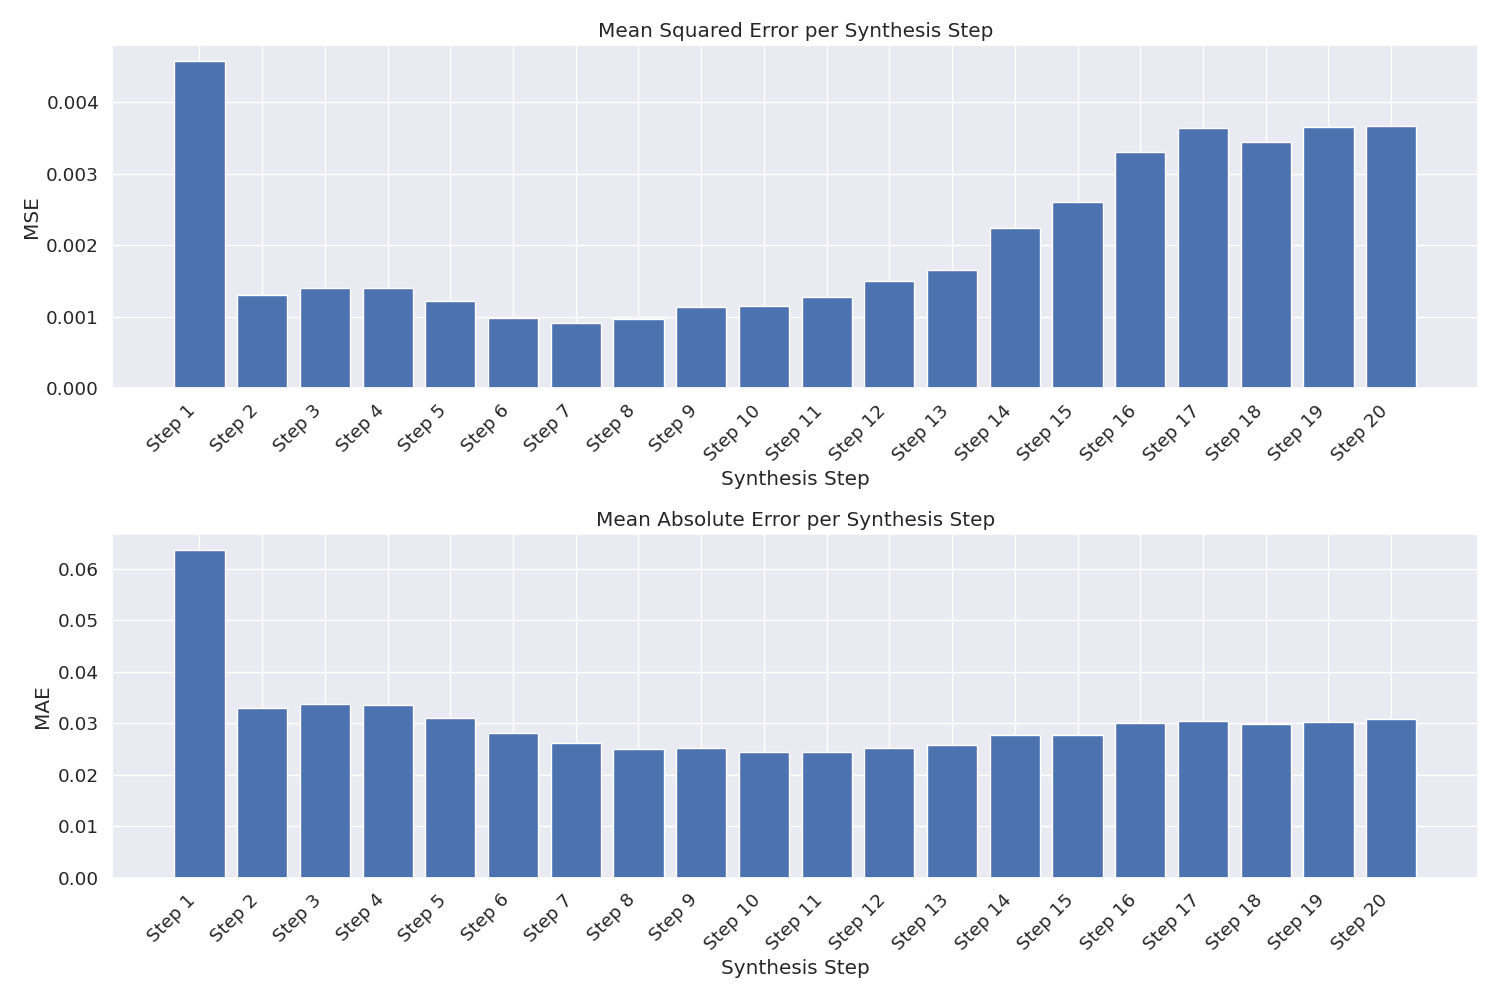 Mean Squared Error per Synthesis Step
MSE
0.004
0.003
0.002
0.001
0.000
Step 1
Step 2
Step 3
Step 4
Step 5
Step 6
Step 7
Step 8
Step 9
Step 10
Step 11
Step 12
Step 13
Step 14
Step 15
Step 16
Step 17
Step 18
Step 19
Step 20
Synthesis Step
Mean Absolute Error per Synthesis Step
MAE
0.06
0.05
0.04
0.03
0.02
0.01
0.00
Step 1
Step 2
Step 3
Step 4
Step 5
Step 6
Step 7
Step 8
Step 9
Step 10
Step 11
Step 12
Step 13
Step 14
Step 15
Step 16
Step 17
Step 18
Step 19
Step 20
Synthesis Step